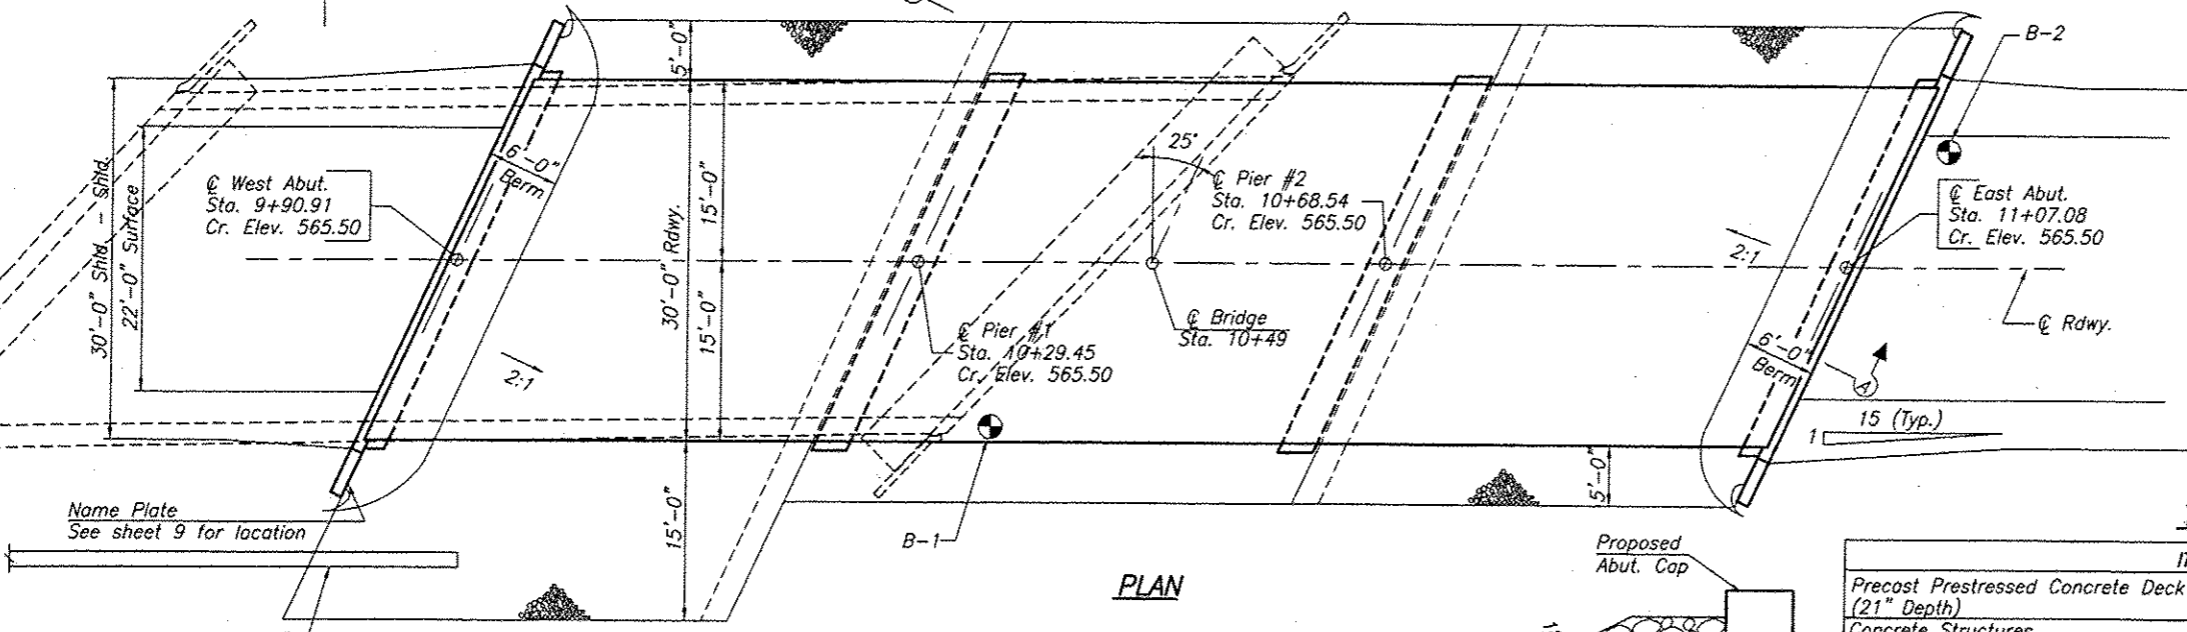 B-2
5'-0"
25°
6'-0"
Berm
℄ West Abut.
Sta. 9+90.91
Cr. Elev. 565.50
30'-0" Shld. - Shld.
22'-0" Surface
30'-0" Rdwy.
15'-0"
15'-0"
℄ Pier #2
Sta. 10+68.54
Cr. Elev. 565.50
℄ East Abut.
Sta. 11+07.08
Cr. Elev. 565.50
2:1
℄ Pier #1
Sta. 10+29.45
Cr. Elev. 565.50
℄ Bridge
Sta. 10+49
℄ Rdwy.
2:1
6'-0"
Berm
A
15 (Typ.)
1
5'-0"
Name Plate
See sheet 9 for location
15'-0"
B-1
PLAN
Proposed
Abut. Cap
Precast Prestressed Concrete Deck
(21" Depth)
Concrete Structures